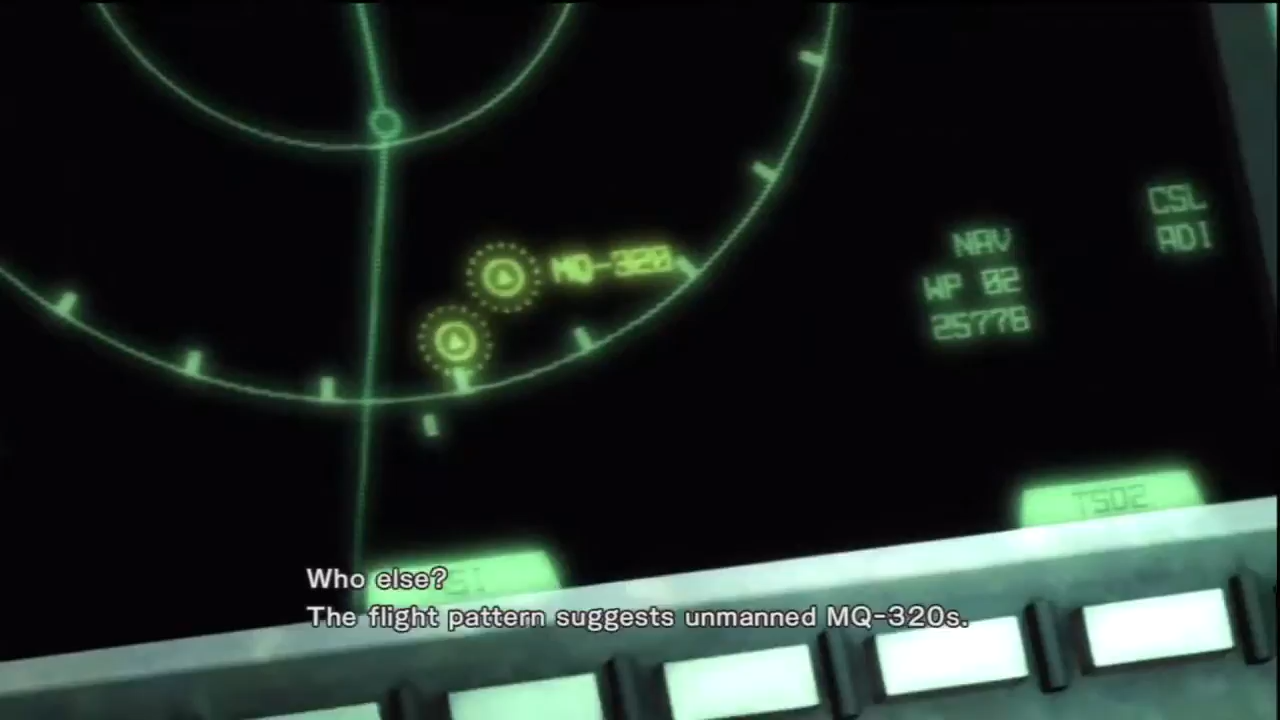 CSL
ADI
NAV
WP 02
25776
MQ-320
TSD2
Who else?
The flight pattern suggests unmanned MQ-320s.